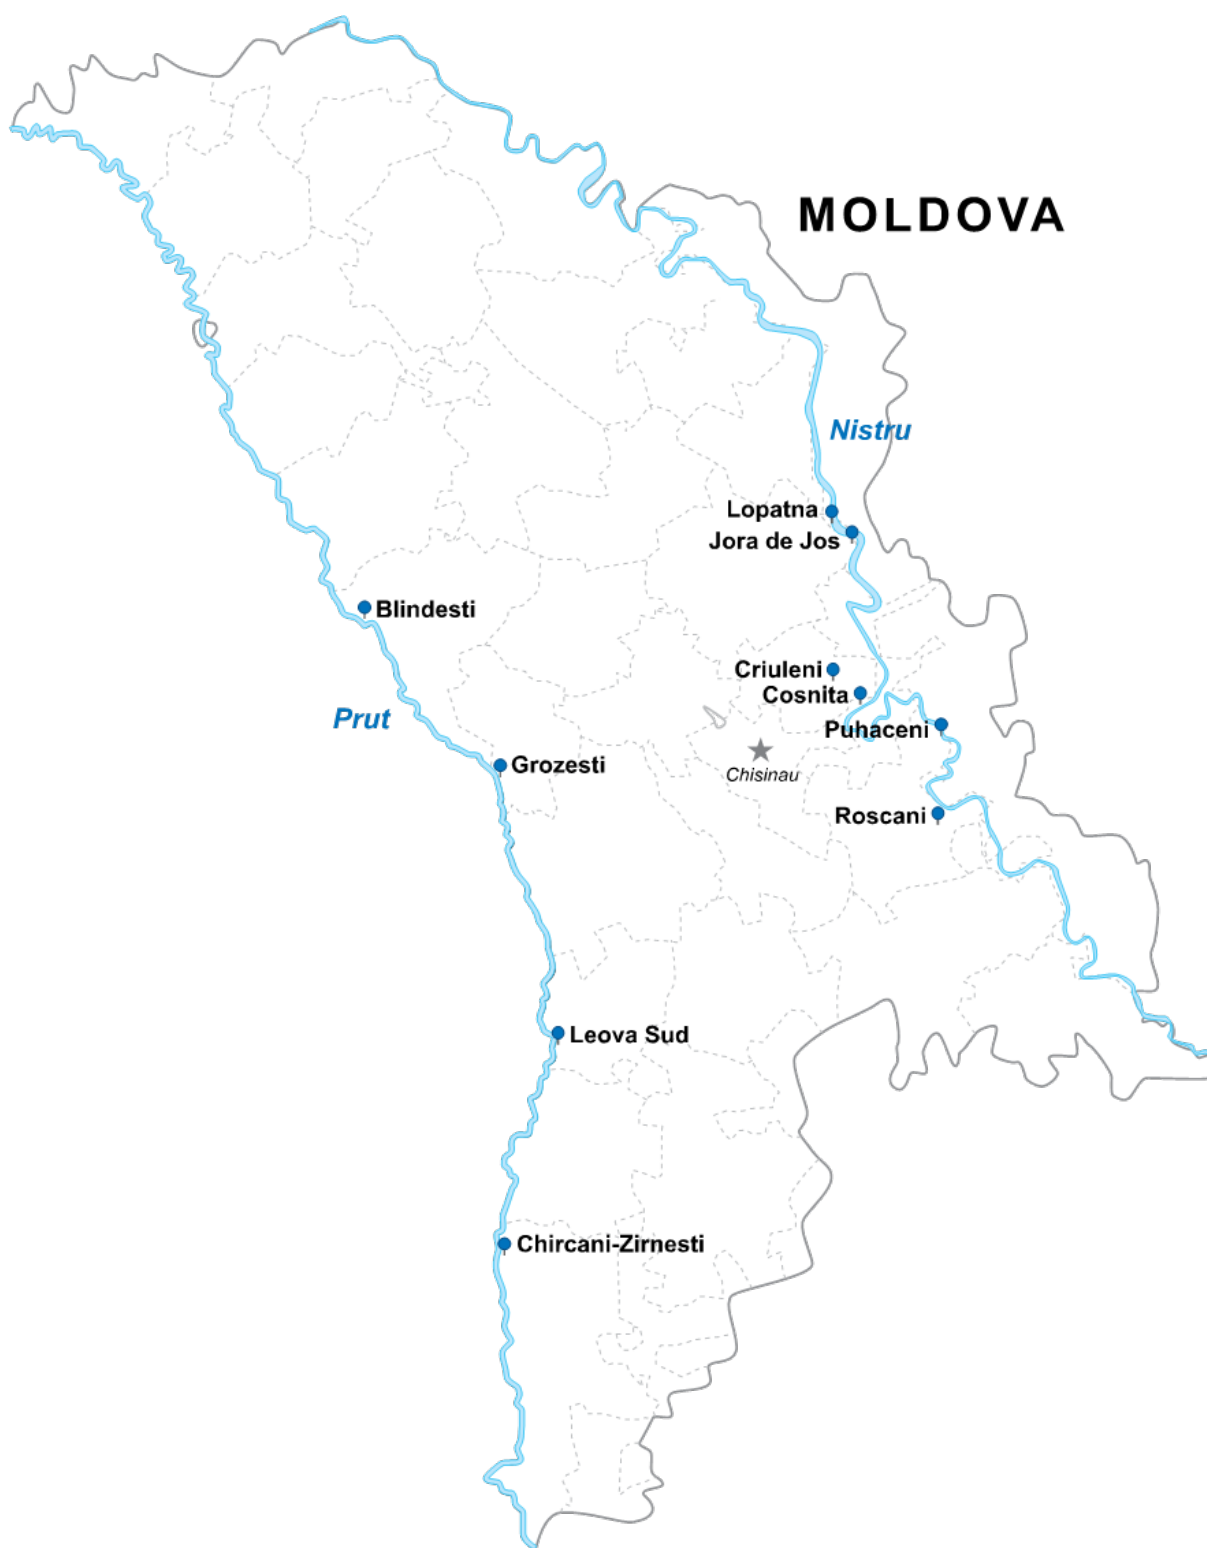 MOLDOVA
Nistru
Lopatna
Jora de Jos
Blindesti
Criuleni
Cosnita
Prut
Puhaceni
Grozesti
Chisinau
Roscani
Leova Sud
Chircani-Zirnesti